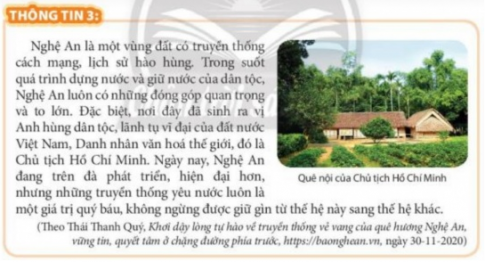 THÔNG TIN 3:
Nghệ An là một vùng đất có truyền thống
cách mạng, lịch sử hào hùng. Trong suốt
quá trình dựng nước và giữ nước của dân tộc,
Nghệ An luôn có những đóng góp quan trọng
và to lớn. Đặc biệt, nơi đây đã sinh ra vị
Anh hùng dân tộc, lãnh tụ vĩ đại của đất nước
Việt Nam, Danh nhân văn hoá thế giới, đó là
Chủ tịch Hồ Chí Minh. Ngày nay, Nghệ An
đang trên đà phát triển, hiện đại hơn,
nhưng những truyền thống yêu nước luôn là
một giá trị quý báu, không ngừng được giữ gìn từ thế hệ này sang thế hệ khác.
Quê nội của Chủ tịch Hồ Chí Minh
(Theo Thái Thanh Quý, Khơi dậy lòng tự hào về truyền thống vẻ vang của quê hương Nghệ An,
vững tin, quyết tâm ở chặng đường phía trước, https://baonghean.vn, ngày 30-11-2020)